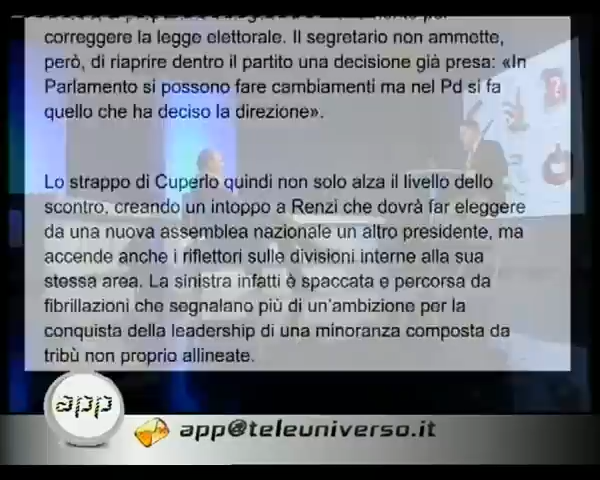 correggere la legge elettorale. Il segretario non ammette,
però, di riaprire dentro il partito una decisione già presa: «In
Parlamento si possono fare cambiamenti ma nel Pd si fa
quello che ha deciso la direzione».
Lo strappo di Cuperlo quindi non solo alza il livello dello
scontro, creando un intoppo a Renzi che dovrà far eleggere
da una nuova assemblea nazionale un altro presidente, ma
accende anche i riflettori sulle divisioni interne alla sua
stessa area. La sinistra infatti è spaccata e percorsa da
fibrillazioni che segnalano più di un'ambizione per la
conquista della leadership di una minoranza composta da
tribù non proprio allineate.
app
app@teleuniverso.it